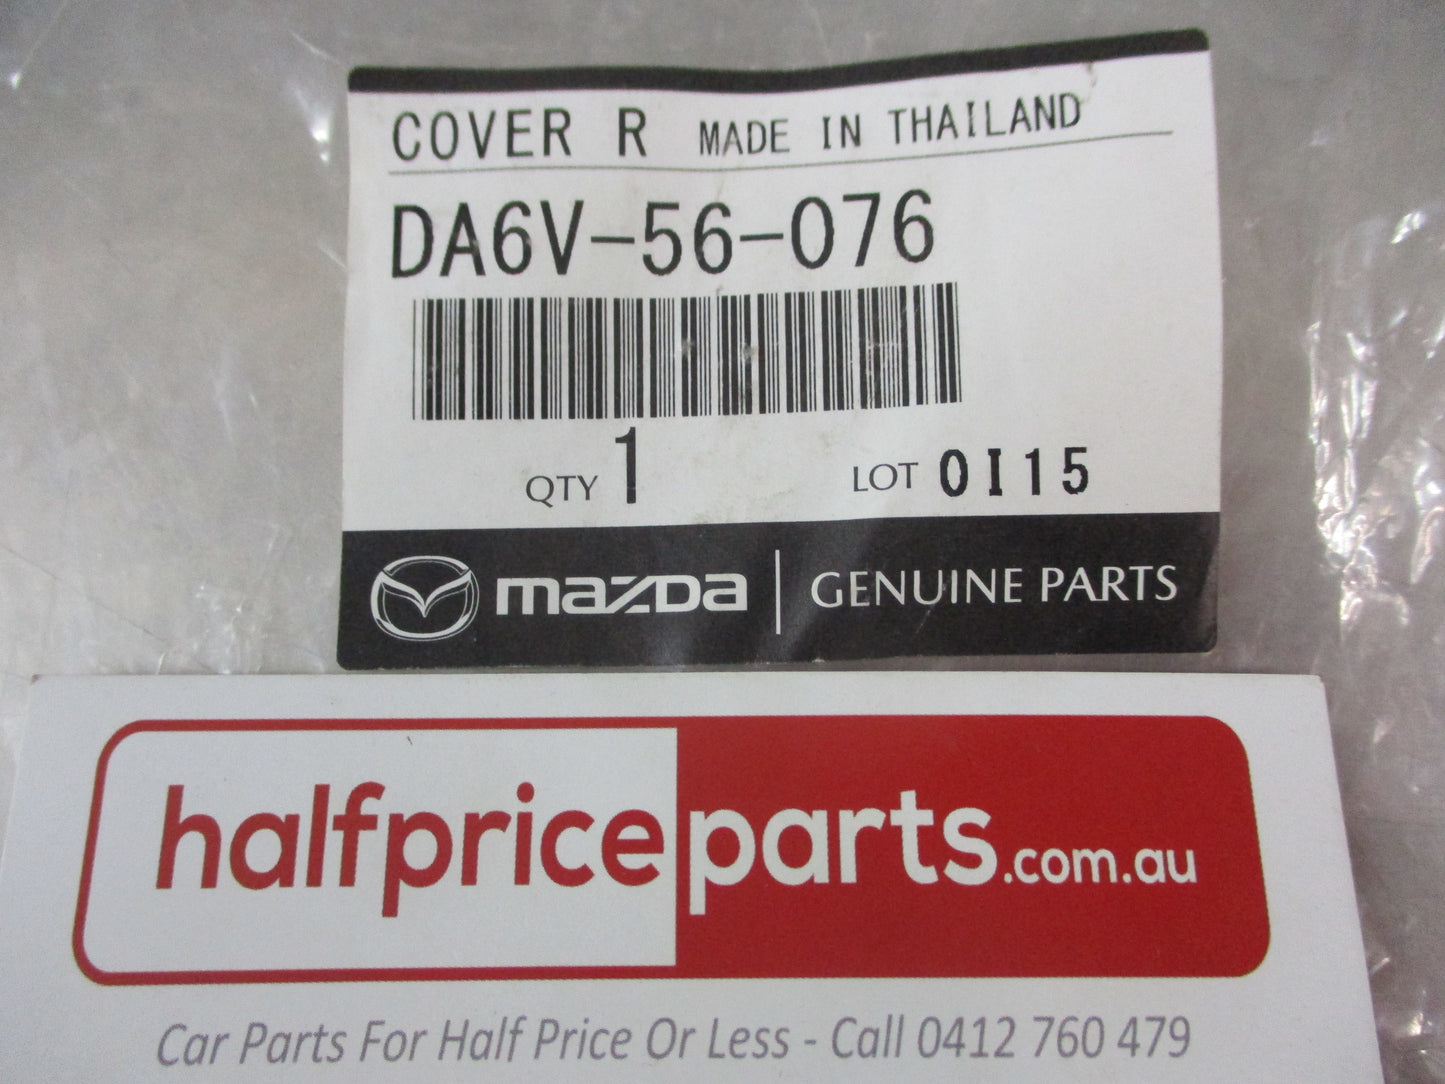 COVER R MADE IN THAILAND
DA6V-56-076
QTY 1 LOT 0I15
mazda | GENUINE PARTS
halfpriceparts.com.au
Car Parts For Half Price Or Less - Call 0412 760 479